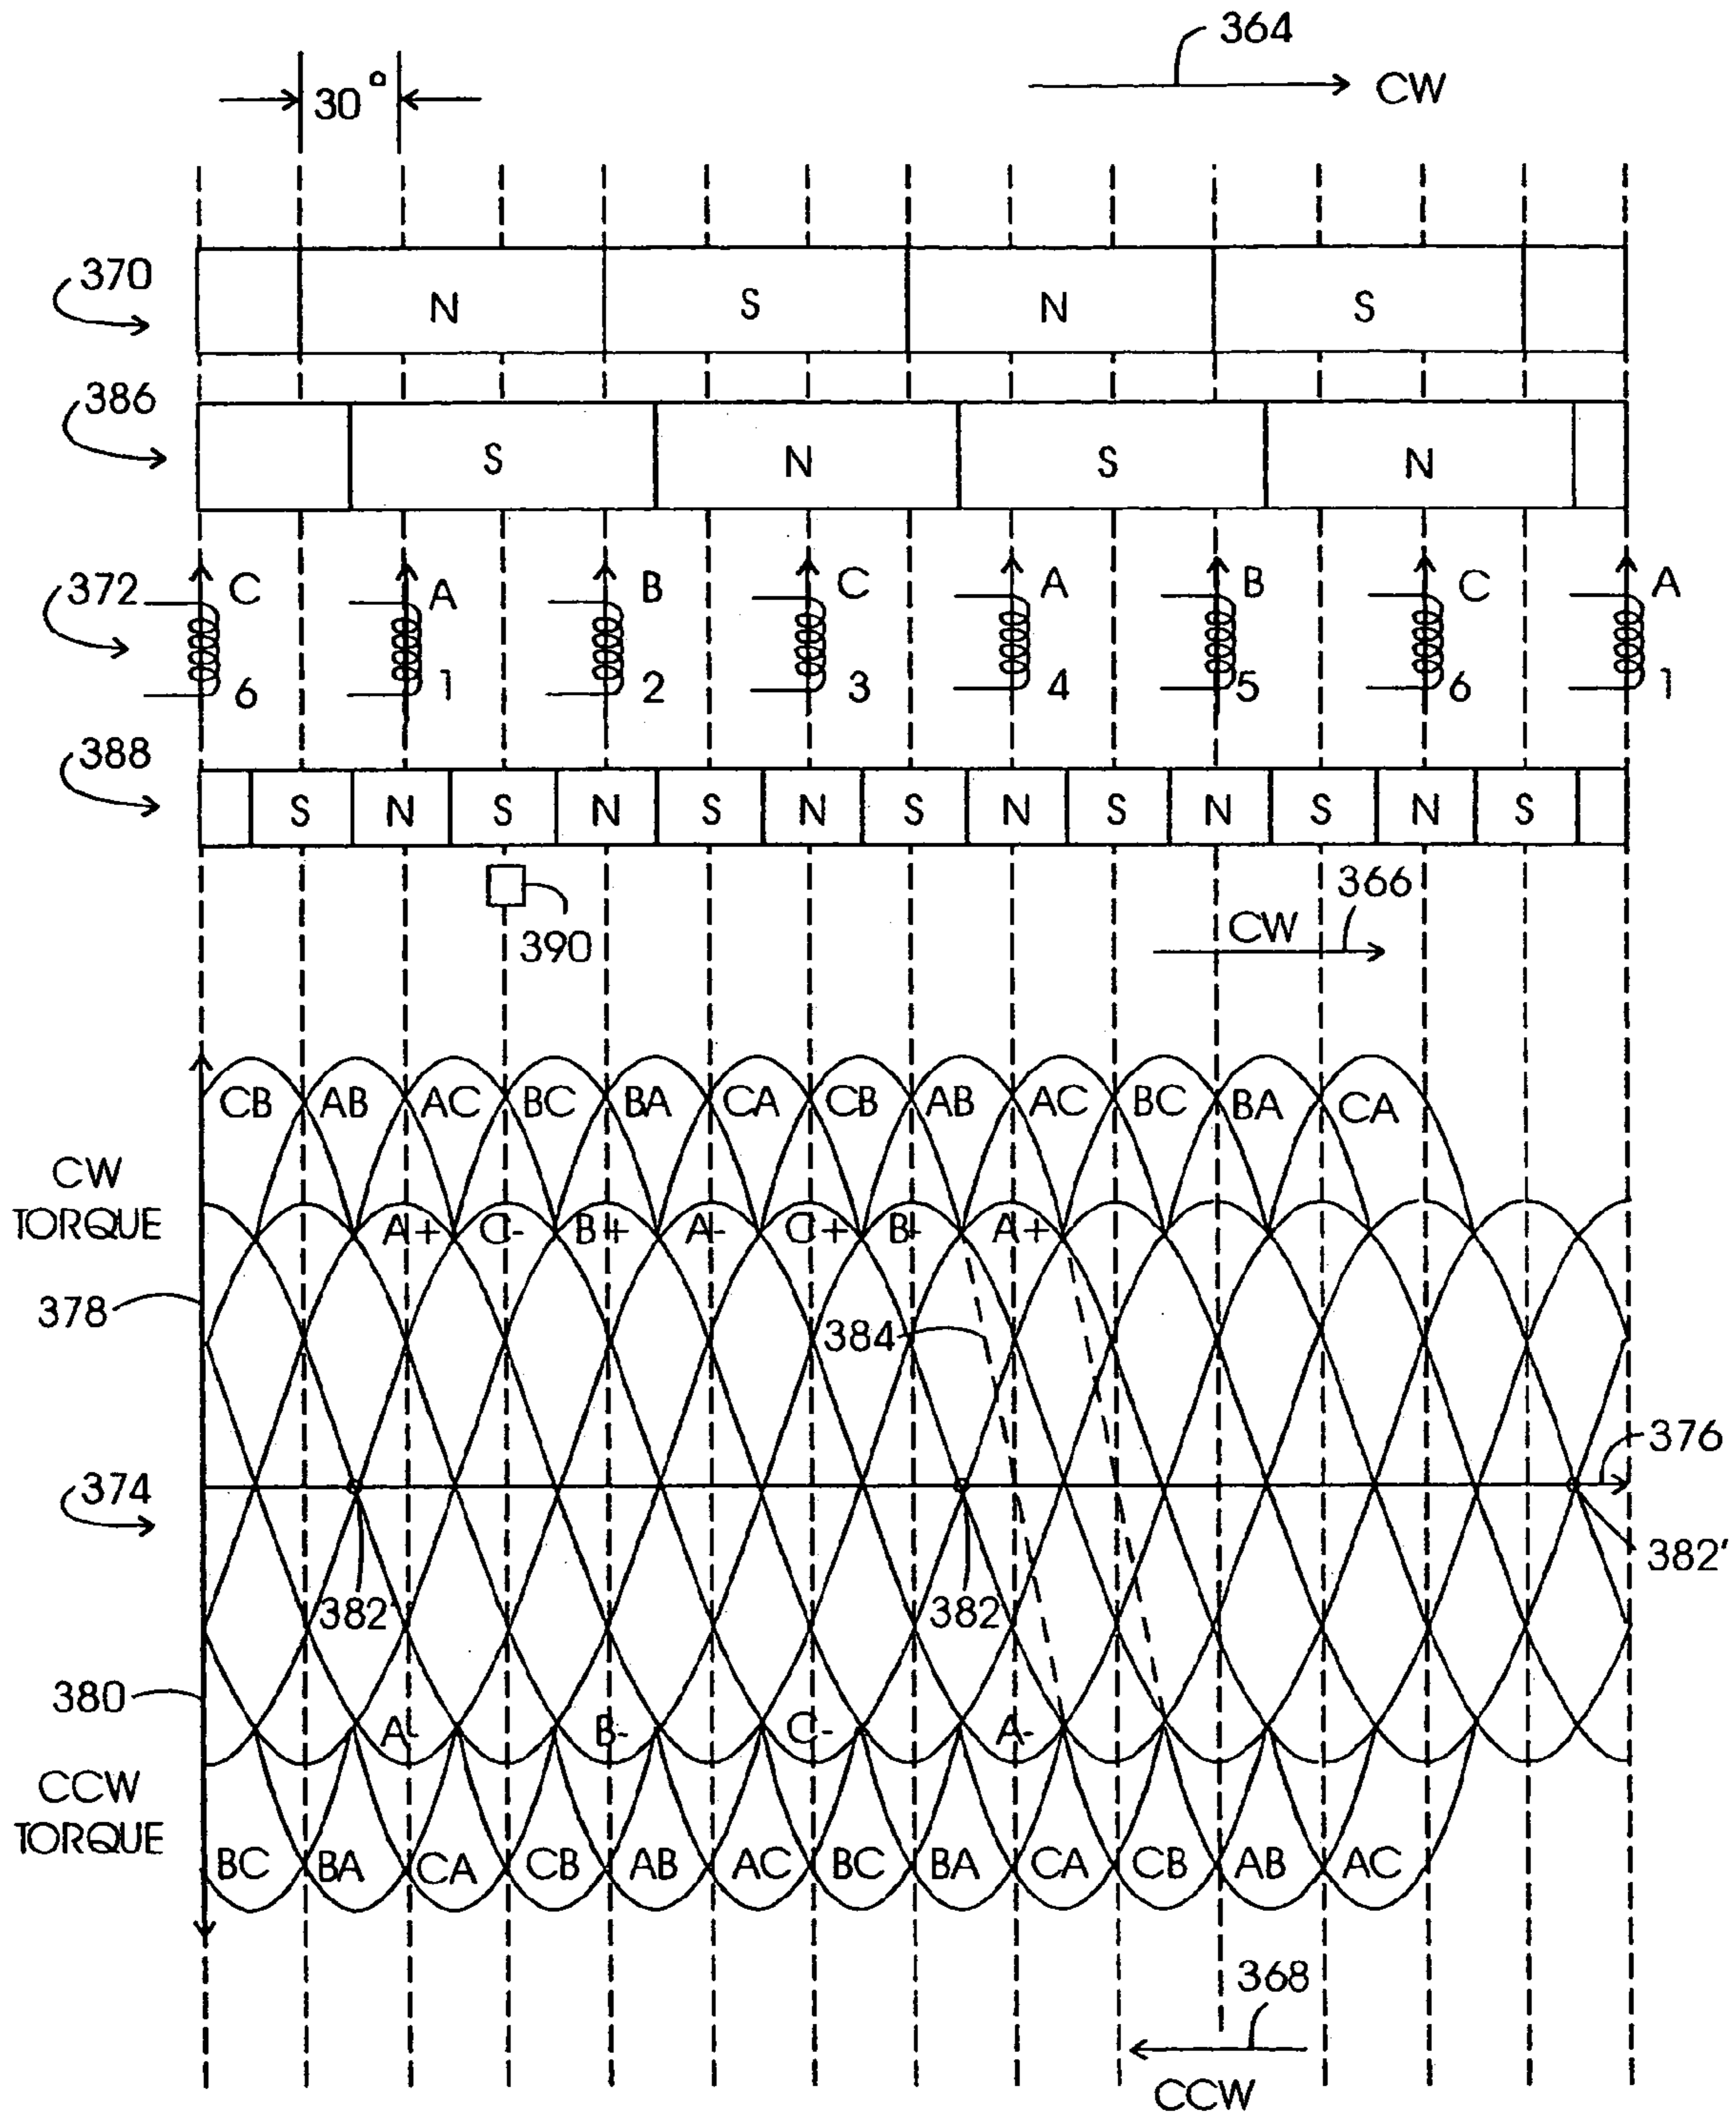 364
30° CW
370 N S N S
386 S N S N
372 C A B C A B C A
6 1 2 3 4 5 6 1
388 S N S N S N S N S N S N S
390
366
CW
CB AB AC BC BA CA CB AB AC BC BA CA
CW
TORQUE
A+ C- B+ A- C+ B- A+
378
384
376
374
382' 382 382'
380
A- B- C- A-
CCW
TORQUE
BC BA CA CB AB AC BC BA CA CB AB AC
368
CCW